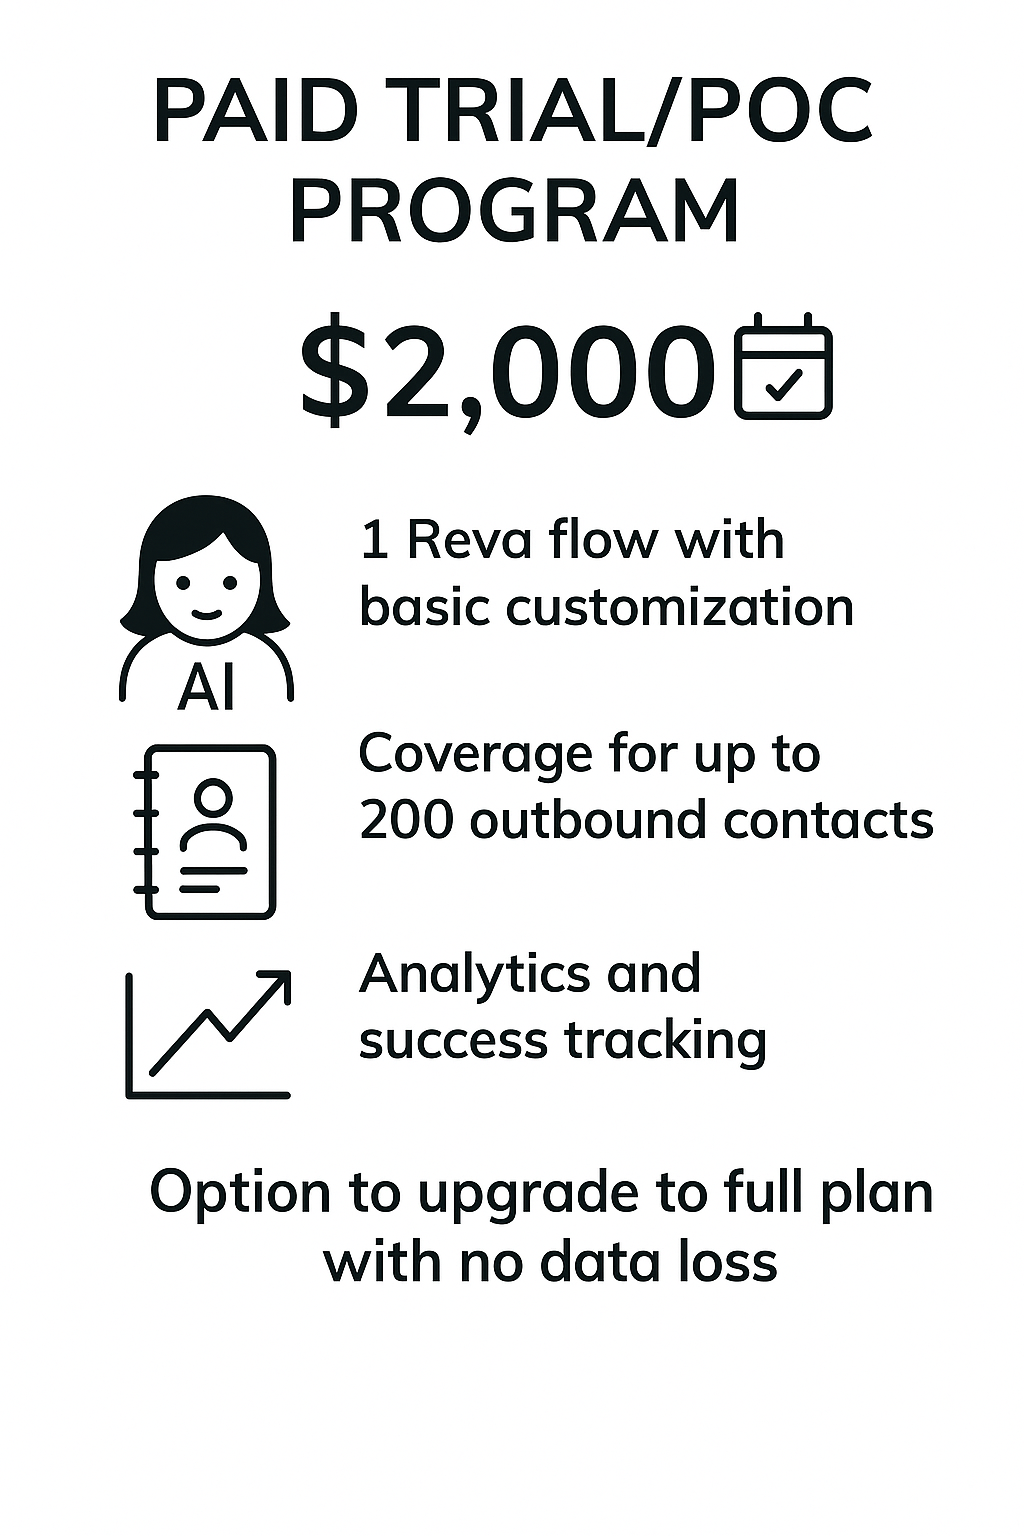 PAID TRIAL/POC
PROGRAM
$2,000
AI
1 Reva flow with
basic customization
Coverage for up to
200 outbound contacts
Analytics and
success tracking
Option to upgrade to full plan
with no data loss